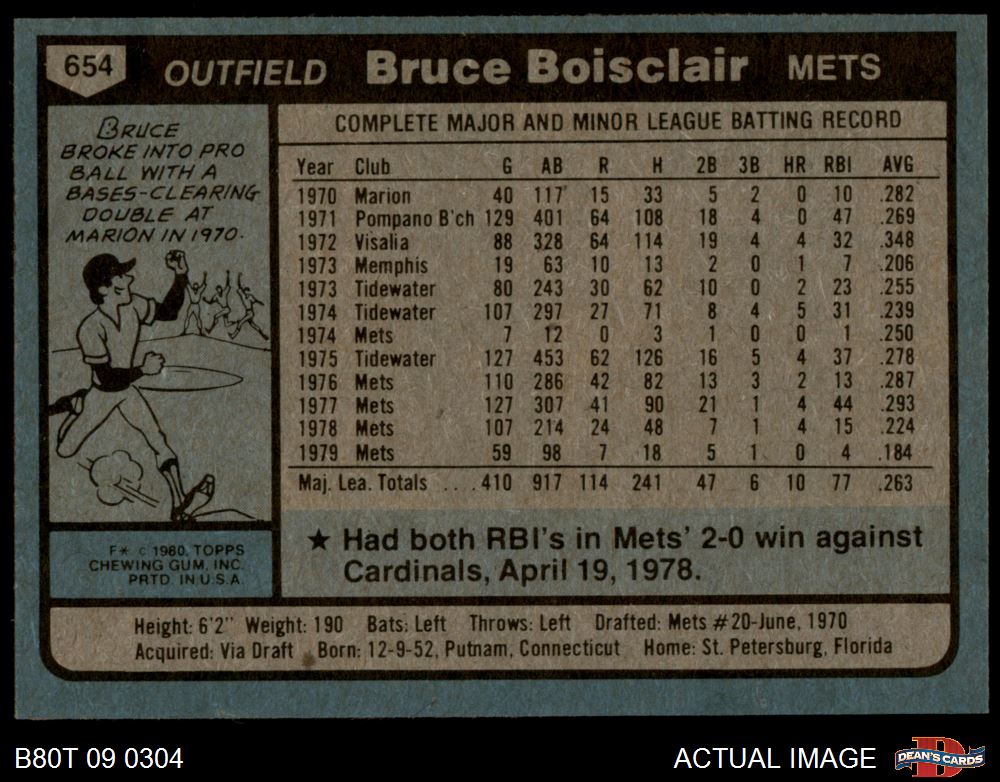 654 OUTFIELD Bruce Boisclair METS
BRUCE
BROKE INTO PRO
BALL WITH A
BASES-CLEARING
DOUBLE AT
MARION IN 1970.
COMPLETE MAJOR AND MINOR LEAGUE BATTING RECORD
Year Club G AB R H 2B 3B HR RBI AVG
1970 Marion 40 117 15 33 5 2 0 10 .282
1971 Pompano B'ch 129 401 64 108 18 4 0 47 .269
1972 Visalia 88 328 64 114 19 4 4 32 .348
1973 Memphis 19 63 10 13 2 0 1 7 .206
1973 Tidewater 80 243 30 62 10 0 2 23 .255
1974 Tidewater 107 297 27 71 8 4 5 31 .239
1974 Mets 7 12 0 3 1 0 0 1 .250
1975 Tidewater 127 453 62 126 16 5 4 37 .278
1976 Mets 110 286 42 82 13 3 2 13 .287
1977 Mets 127 307 41 90 21 1 4 44 .293
1978 Mets 107 214 24 48 7 1 4 15 .224
1979 Mets 59 98 7 18 5 1 0 4 .184
Maj. Lea. Totals ... 410 917 114 241 47 6 10 77 .263
★ Had both RBI's in Mets' 2-0 win against
Cardinals, April 19, 1978.
F* © 1980, TOPPS
CHEWING GUM, INC.
PRTD. IN U.S.A.
Height: 6'2" Weight: 190 Bats: Left Throws: Left Drafted: Mets #20-June, 1970
Acquired: Via Draft Born: 12-9-52, Putnam, Connecticut Home: St. Petersburg, Florida
B80T 09 0304 ACTUAL IMAGE D DEAN'S CARDS